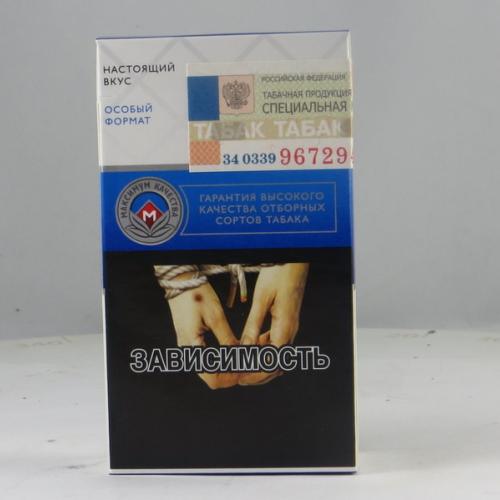 НАСТОЯЩИЙ
ВКУС
ОСОБЫЙ
ФОРМАТ
РОССИЙСКАЯ ФЕДЕРАЦИЯ
ТАБАЧНАЯ ПРОДУКЦИЯ
СПЕЦИАЛЬНАЯ
ТАБАК ТАБАК
34 0339 96729
МАКСИМУМ КАЧЕСТВА
М
ГАРАНТИЯ ВЫСОКОГО
КАЧЕСТВА ОТБОРНЫХ
СОРТОВ ТАБАКА
ЗАВИСИМОСТЬ